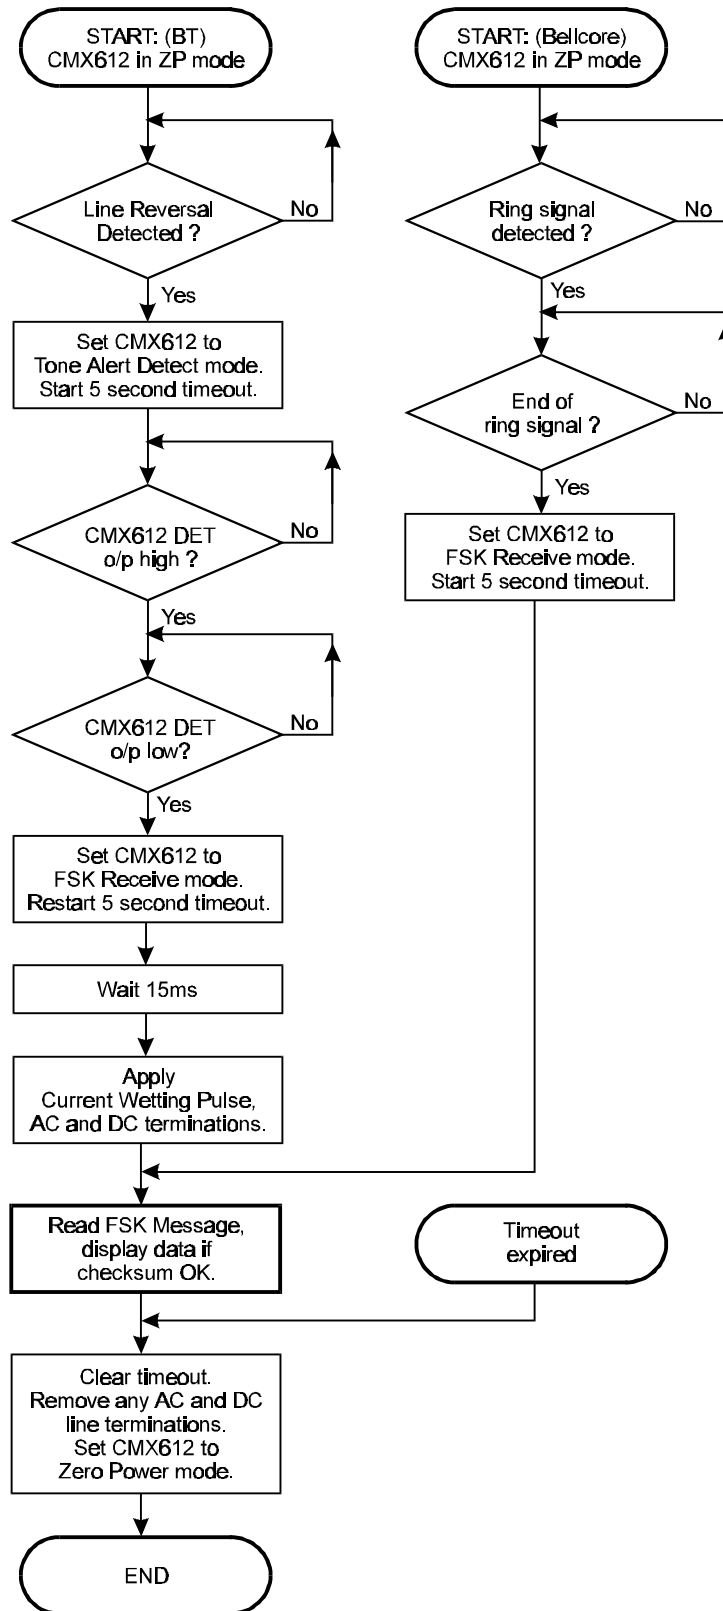 START: (BT)
CMX612 in ZP mode
Line Reversal
Detected ?
No
Yes
Set CMX612 to
Tone Alert Detect mode.
Start 5 second timeout.
CMX612 DET
o/p high ?
No
Yes
CMX612 DET
o/p low?
No
Yes
Set CMX612 to
FSK Receive mode.
Restart 5 second timeout.
Wait 15ms
Apply
Current Wetting Pulse,
AC and DC terminations.
START: (Bellcore)
CMX612 in ZP mode
Ring signal
detected ?
No
Yes
End of
ring signal ?
No
Yes
Set CMX612 to
FSK Receive mode.
Start 5 second timeout.
Read FSK Message,
display data if
checksum OK.
Timeout
expired
Clear timeout.
Remove any AC and DC
line terminations.
Set CMX612 to
Zero Power mode.
END